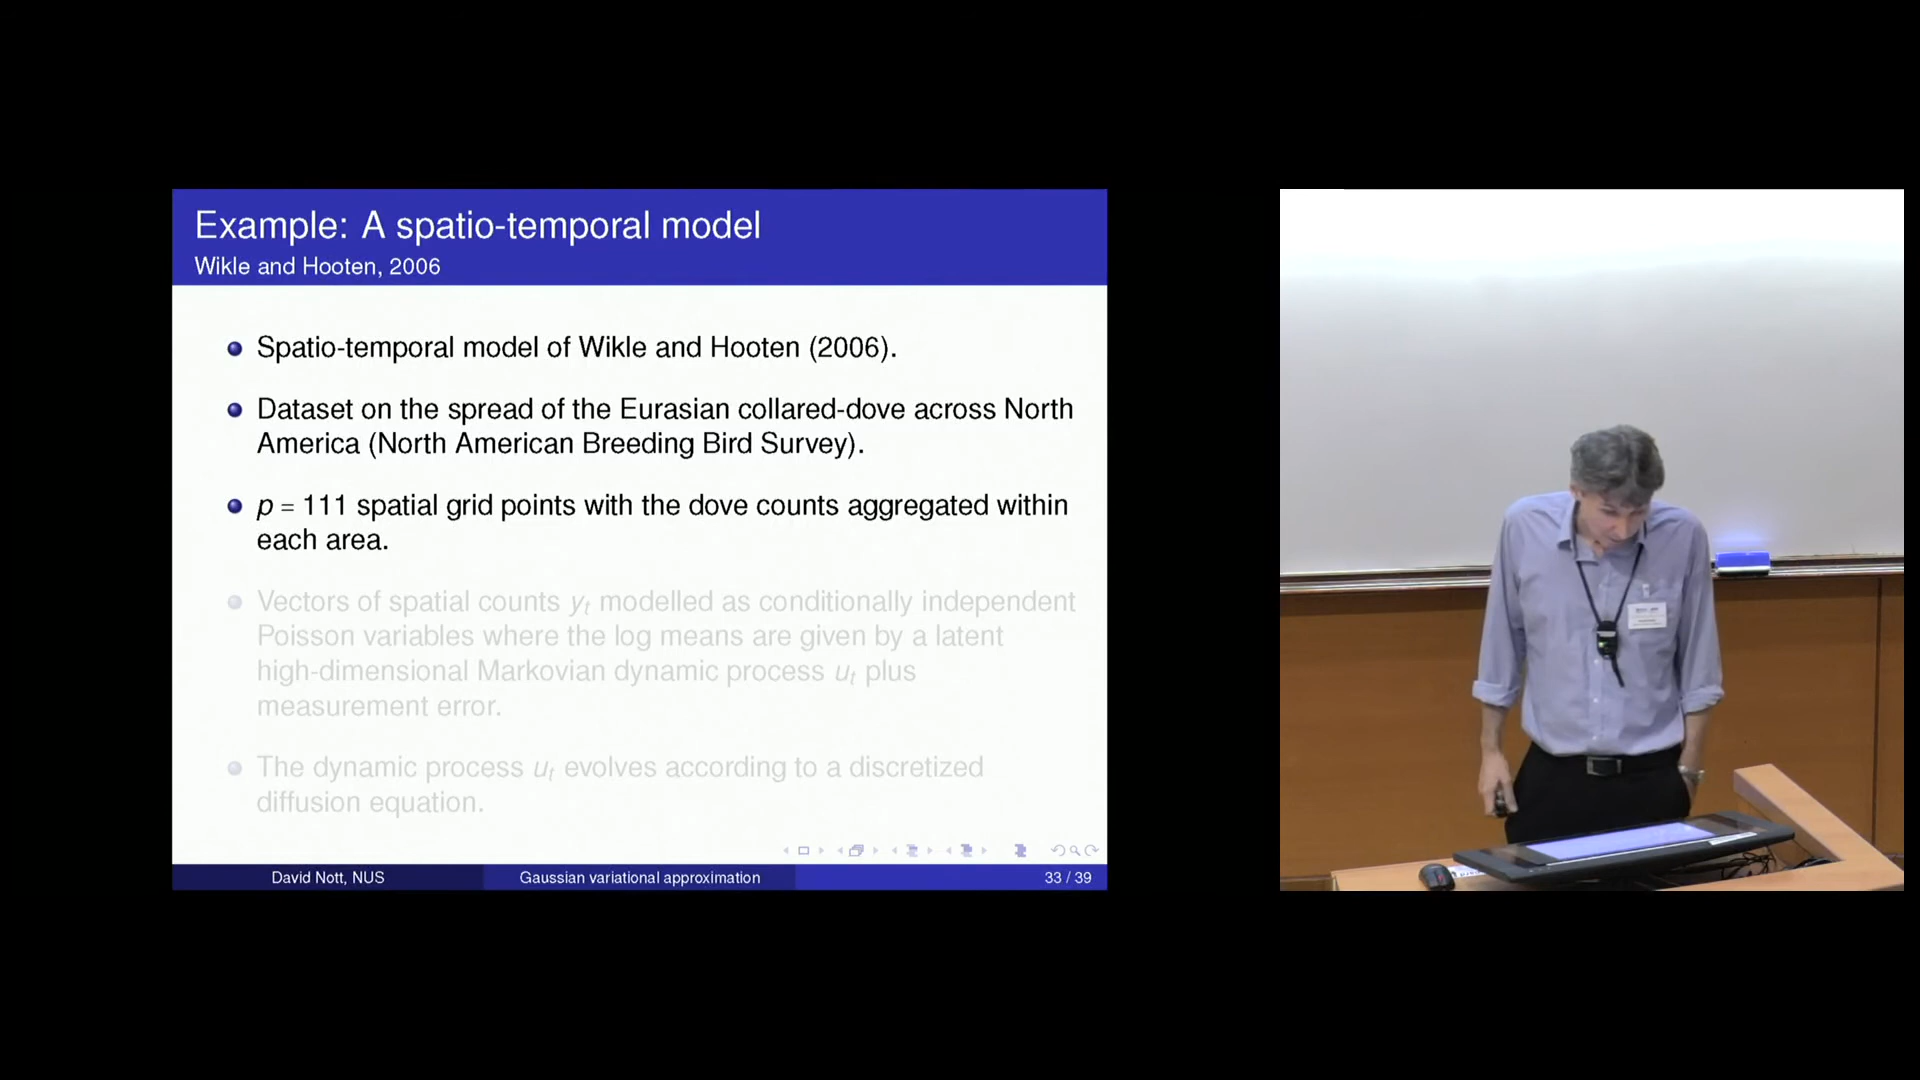 Example: A spatio-temporal model
Wikle and Hooten, 2006
Spatio-temporal model of Wikle and Hooten (2006).
Dataset on the spread of the Eurasian collared-dove across North
America (North American Breeding Bird Survey).
p = 111 spatial grid points with the dove counts aggregated within
each area.
Vectors of spatial counts yₜ modelled as conditionally independent
Poisson variables where the log means are given by a latent
high-dimensional Markovian dynamic process uₜ plus
measurement error.
The dynamic process uₜ evolves according to a discretized
diffusion equation.
David Nott, NUS
Gaussian variational approximation
33 / 39